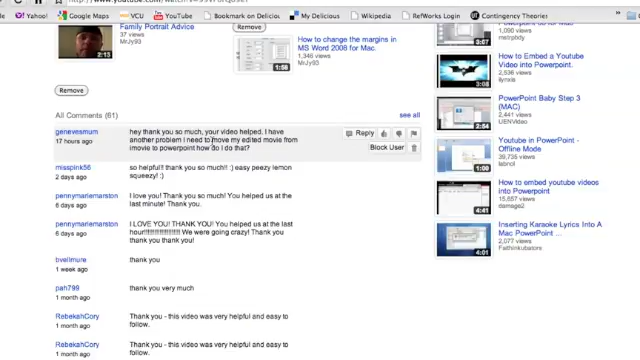 Yahoo!
Google Maps
VCU
YouTube
Bookmark on Deliciou
My Delicious
Wikipedia
RefWorks Login
Contingency Theories
Family Portrait Advice
37 views
MrJy93
2:13
Remove
How to change the margins in
MS Word 2008 for Mac.
1,346 views
MrJy93
1:59
Remove
All Comments (61)
see all
genevesmum
17 hours ago
hey thank you so much, your video helped. I have
another problem I need to move my edited movie from
imovie to powerpoint how do I do that?
Reply
Block User
misspink56
2 days ago
so helpful!! thank you so much!! :) easy peezy lemon
squeezy! :)
pennymariemarston
6 days ago
I love you! Thank you so much! You helped us at the
last minute! Thank you.
pennymariemarston
6 days ago
I LOVE YOU! THANK YOU! You helped us at the last
hour!!!!!!!!!!!!!!!!!!!! We were going crazy! Thank you
thank you thank you!
tivellmure
1 week ago
thank you
pah799
1 month ago
thank you very much
RebekahCory
1 month ago
Thank you - this video was very helpful and easy to
follow.
RebekahCory
1 month ago
Thank you - this video was very helpful and easy to
follow.
3:07
How to Embed a Youtube
Video into Powerpoint.
2,536 views
3:08
PowerPoint Baby Step 3
(MAC)
2,214 views
UENVideo
2:54
Youtube in PowerPoint -
Offline Mode
39,735 views
labnol
1:00
How to embed youtube videos
into Powerpoint
15,657 views
damage2
4:41
Inserting Karaoke Lyrics Into A
Mac PowerPoint ...
2,077 views
Faithinkubators
4:01